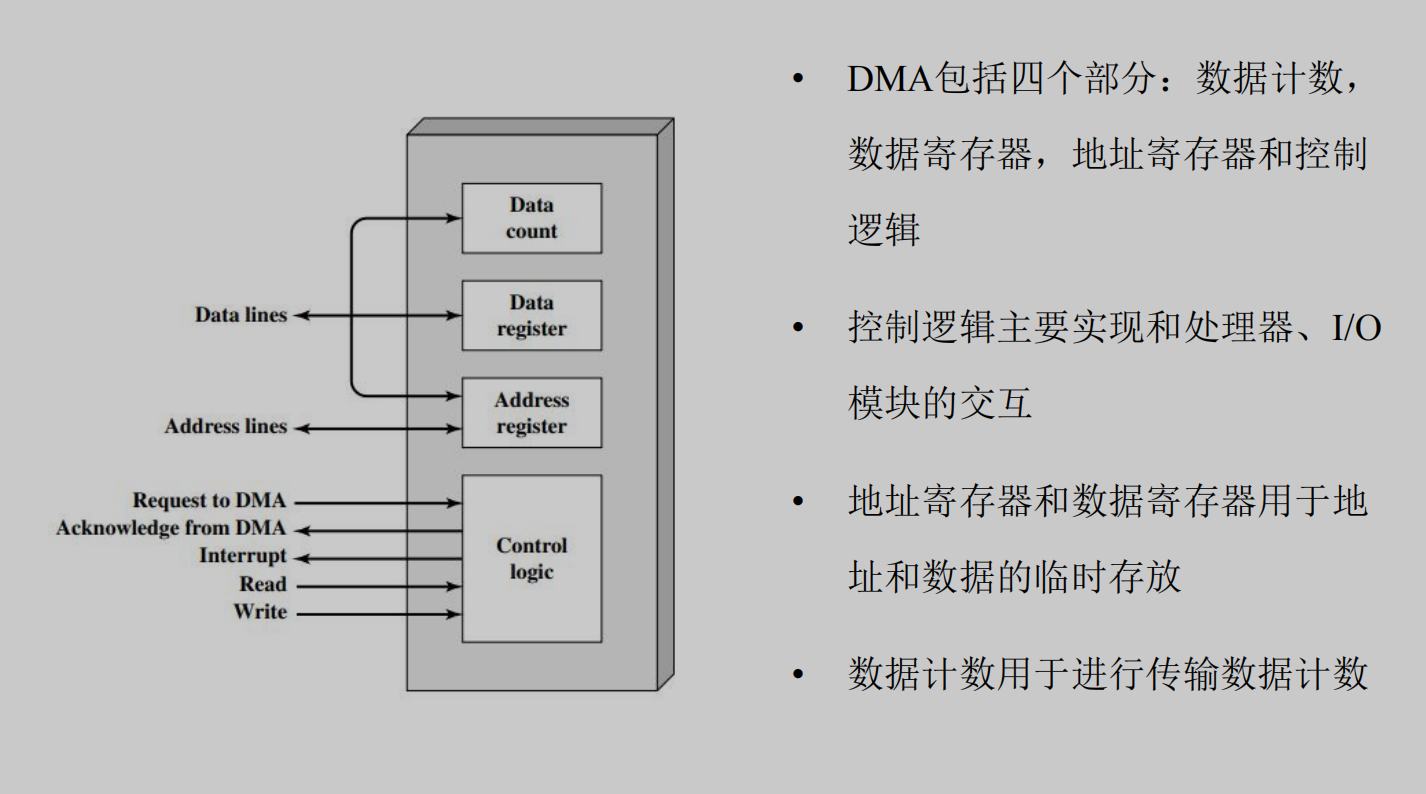 Data
count
Data
register
Data lines
Address
register
Address lines
Request to DMA
Acknowledge from DMA
Interrupt
Read
Write
Control
logic
• DMA包括四个部分：数据计数，
数据寄存器，地址寄存器和控制
逻辑
• 控制逻辑主要实现和处理器、I/O
模块的交互
• 地址寄存器和数据寄存器用于地
址和数据的临时存放
• 数据计数用于进行传输数据计数